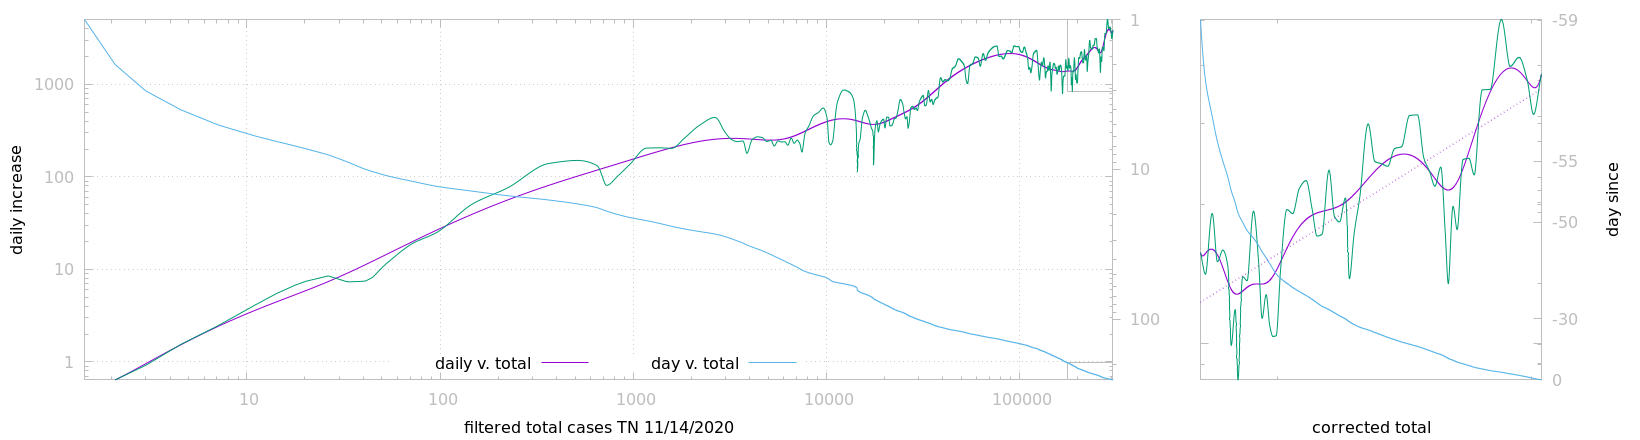 daily increase
1000
100
10
1
10
100
1000
10000
100000
1
10
100
daily v. total
day v. total
filtered total cases TN 11/14/2020
-59
-55
-50
-30
0
day since
corrected total